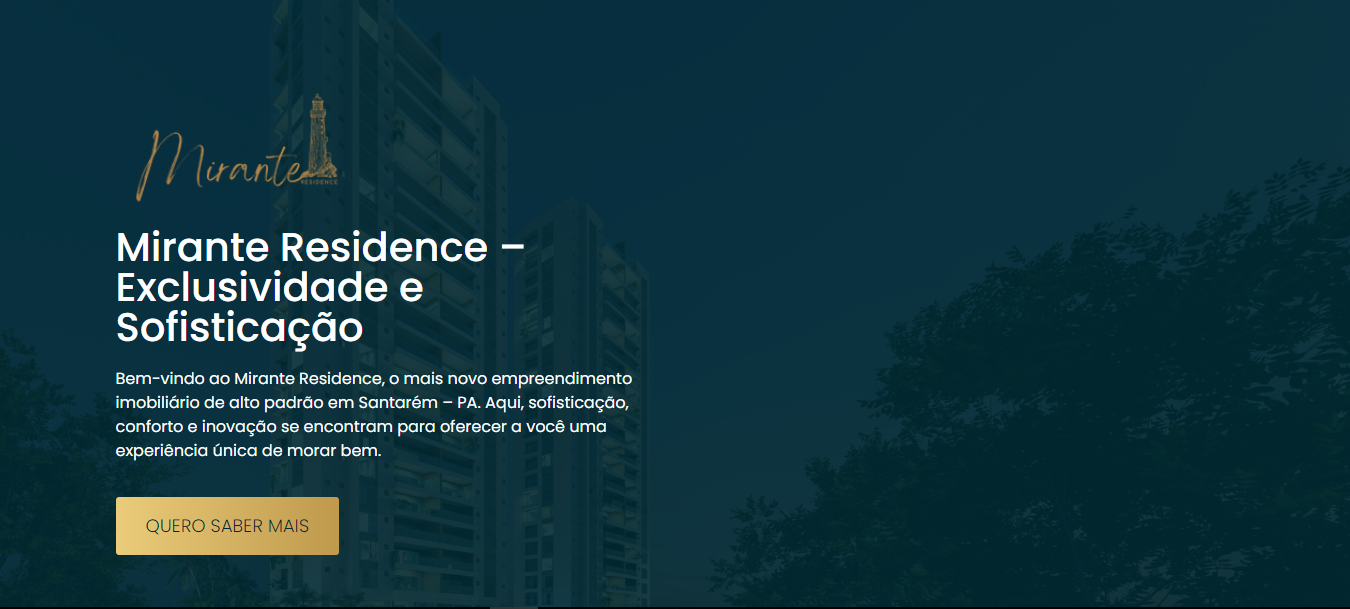 Mirante
RESIDENCE
Mirante Residence –
Exclusividade e
Sofisticação
Bem-vindo ao Mirante Residence, o mais novo empreendimento
imobiliário de alto padrão em Santarém – PA. Aqui, sofisticação,
conforto e inovação se encontram para oferecer a você uma
experiência única de morar bem.
QUERO SABER MAIS